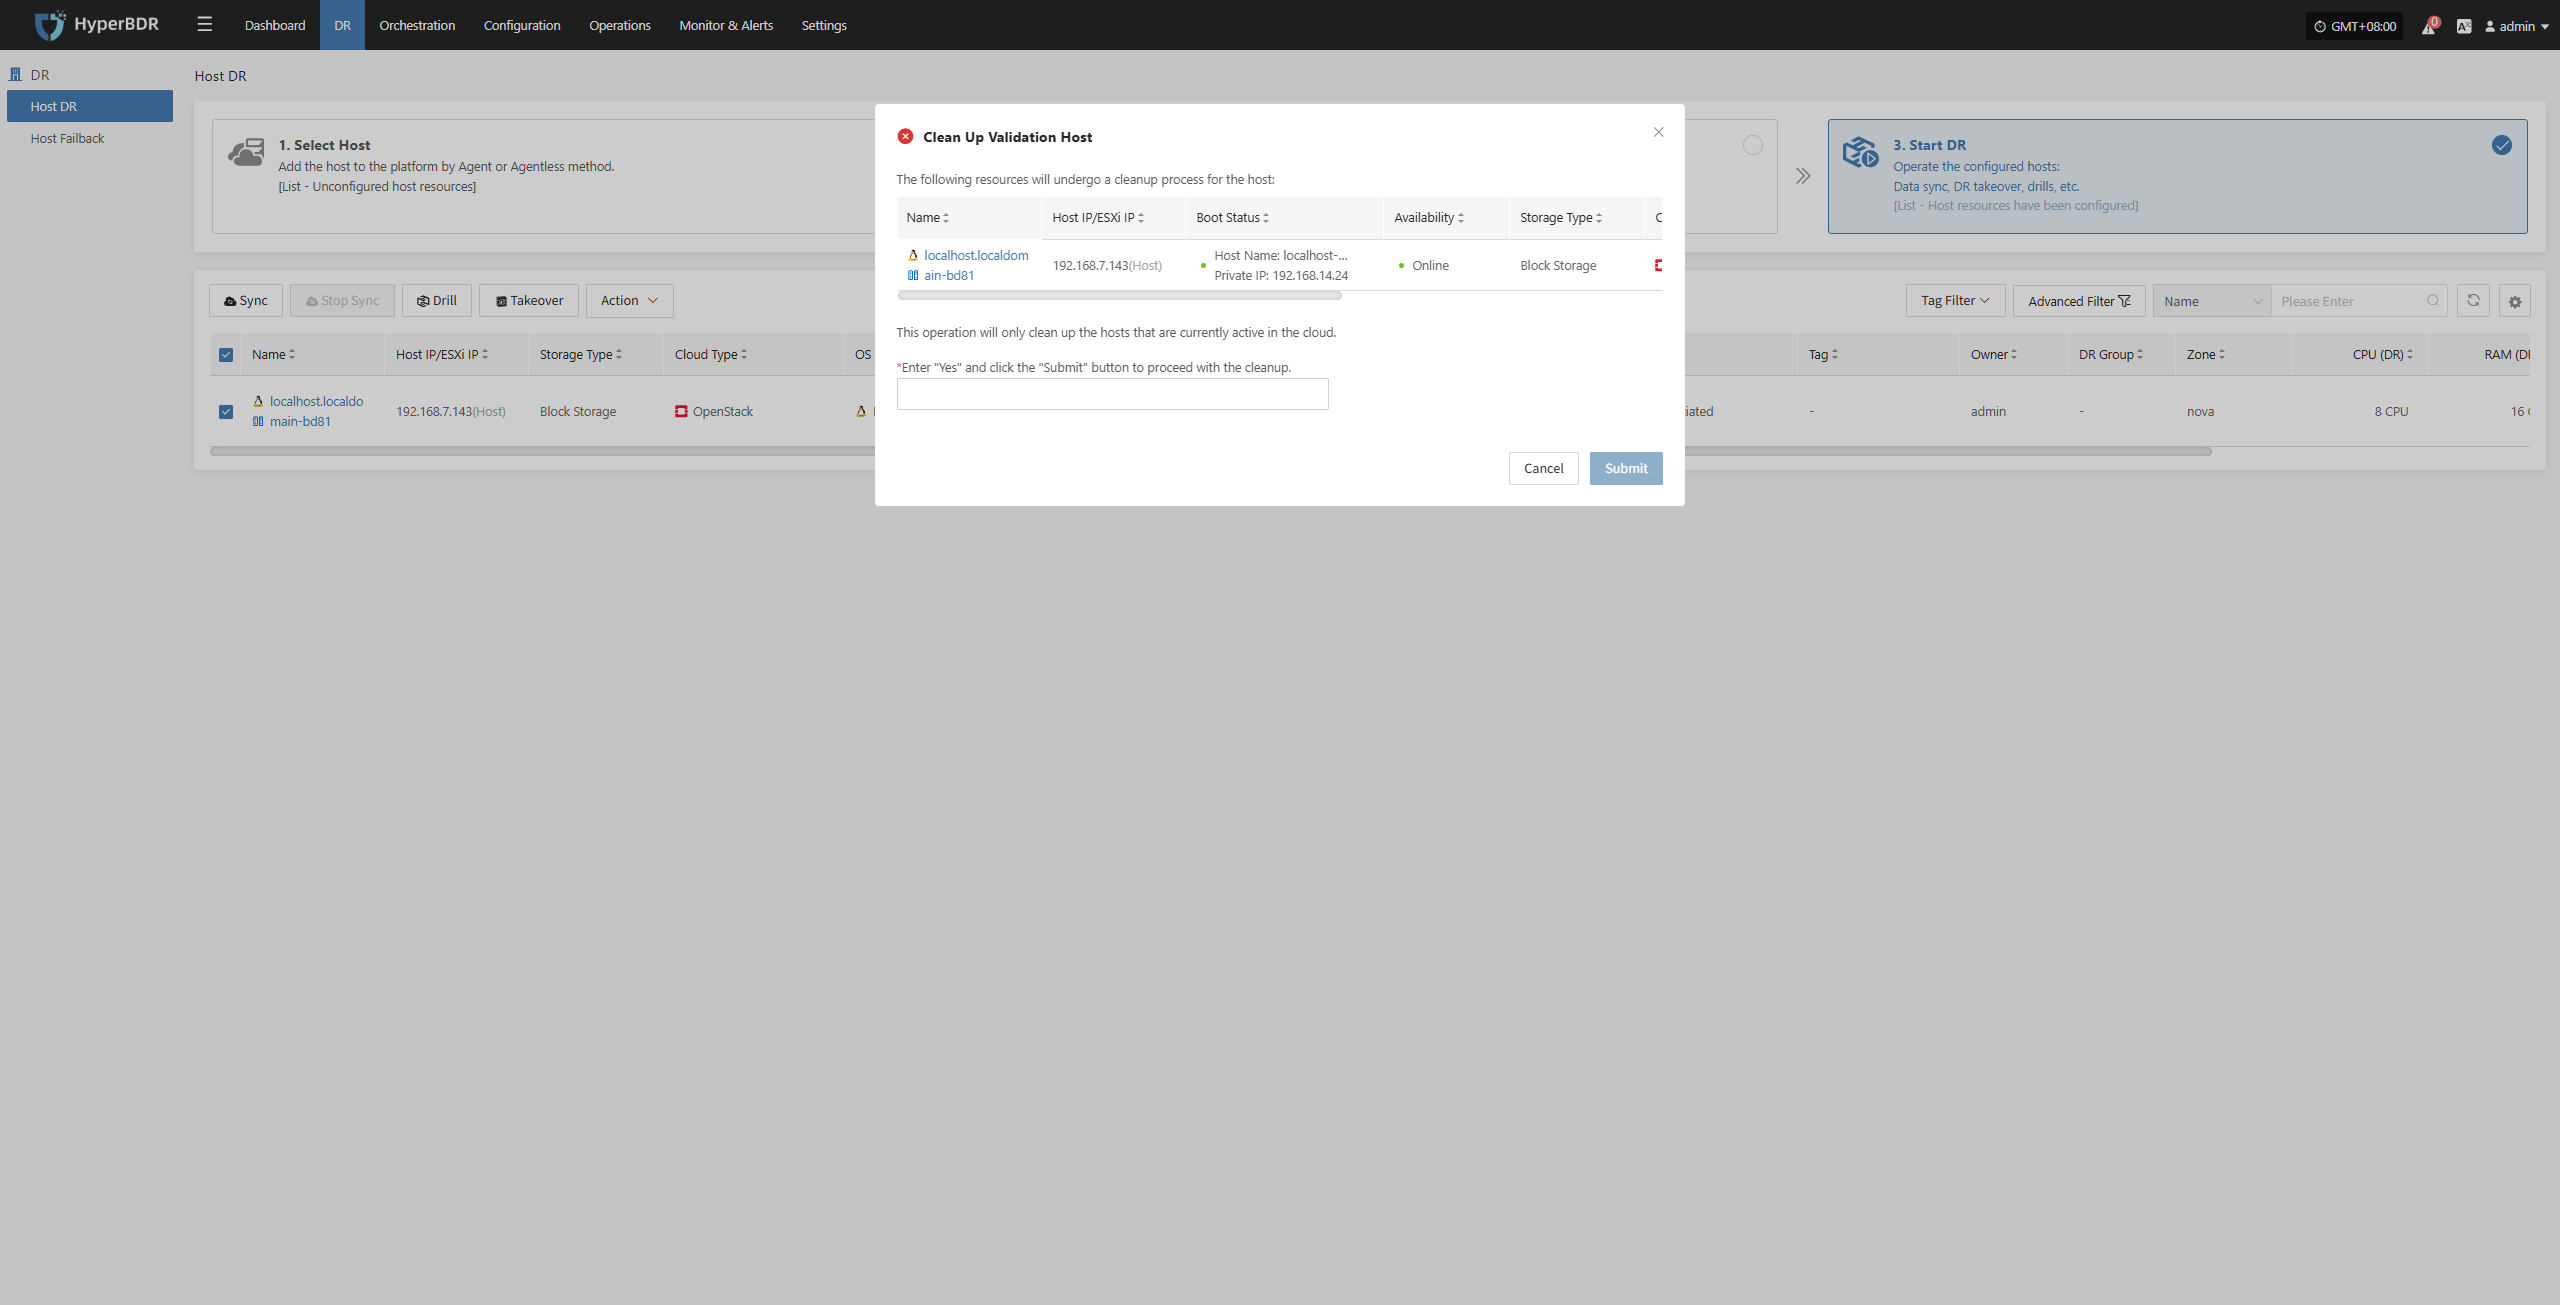 HyperBDR
Dashboard
DR
Orchestration
Configuration
Operations
Monitor & Alerts
Settings
GMT+08:00
0
admin
DR
Host DR
Host Failback
Host DR
1. Select Host
Add the host to the platform by Agent or Agentless method.
[List - Unconfigured host resources]
3. Start DR
Operate the configured hosts:
Data sync, DR takeover, drills, etc.
[List - Host resources have been configured]
Sync
Stop Sync
Drill
Takeover
Action
Tag Filter
Advanced Filter
Name
Please Enter
Name
Host IP/ESXi IP
Storage Type
Cloud Type
OS
Tag
Owner
DR Group
Zone
CPU (DR)
RAM (D
localhost.localdo
main-bd81
192.168.7.143(Host)
Block Storage
OpenStack
iated
-
admin
-
nova
8 CPU
16
Clean Up Validation Host
The following resources will undergo a cleanup process for the host:
Name
Host IP/ESXi IP
Boot Status
Availability
Storage Type
localhost.localdom
ain-bd81
192.168.7.143(Host)
Host Name: localhost-...
Private IP: 192.168.14.24
Online
Block Storage
This operation will only clean up the hosts that are currently active in the cloud.
*Enter "Yes" and click the "Submit" button to proceed with the cleanup.
Cancel
Submit